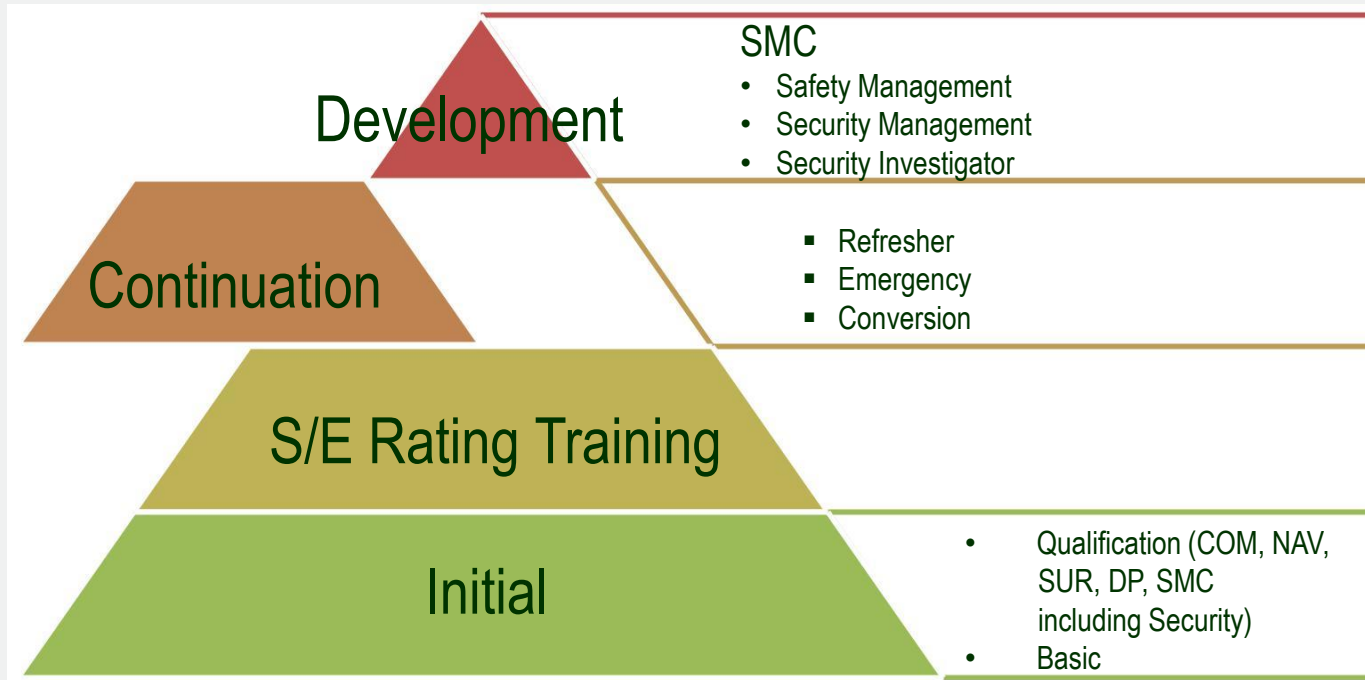 Development
SMC
• Safety Management
• Security Management
• Security Investigator
Continuation
▪ Refresher
▪ Emergency
▪ Conversion
S/E Rating Training
Initial
• Qualification (COM, NAV,
SUR, DP, SMC
including Security)
• Basic